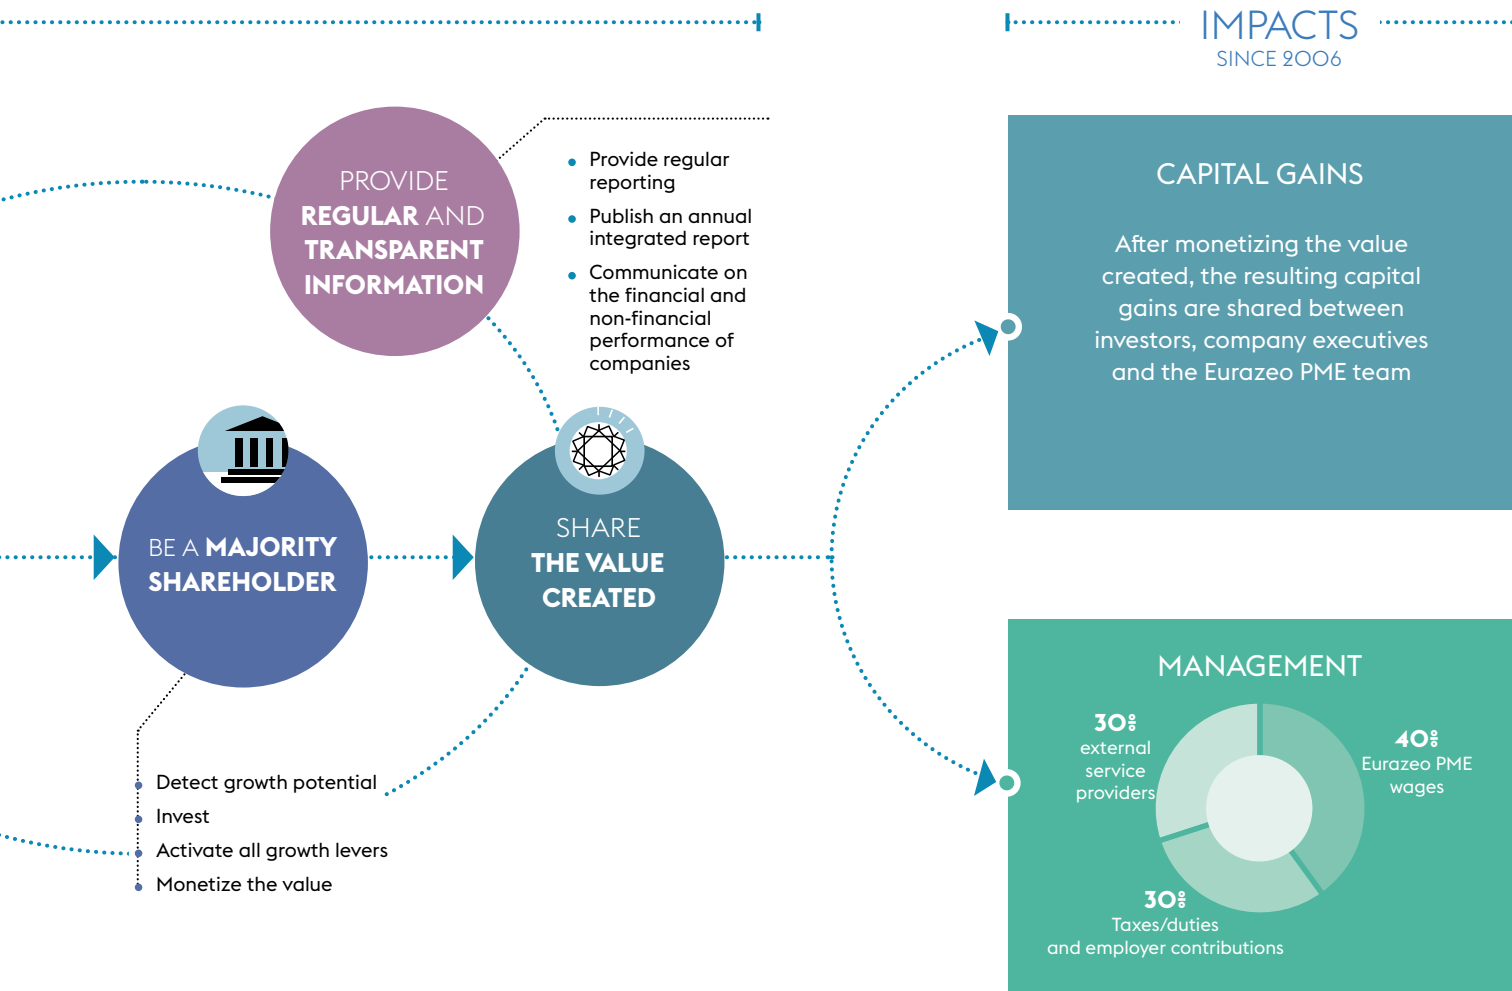 IMPACTS
SINCE 2006
PROVIDE
REGULAR AND
TRANSPARENT
INFORMATION
Provide regular
reporting
Publish an annual
integrated report
Communicate on
the financial and
non-financial
performance of
companies
BE A MAJORITY
SHAREHOLDER
SHARE
THE VALUE
CREATED
Detect growth potential
Invest
Activate all growth levers
Monetize the value
CAPITAL GAINS
After monetizing the value
created, the resulting capital
gains are shared between
investors, company executives
and the Eurazeo PME team
MANAGEMENT
30%
external
service
providers
40%
Eurazeo PME
wages
30%
Taxes/duties
and employer contributions